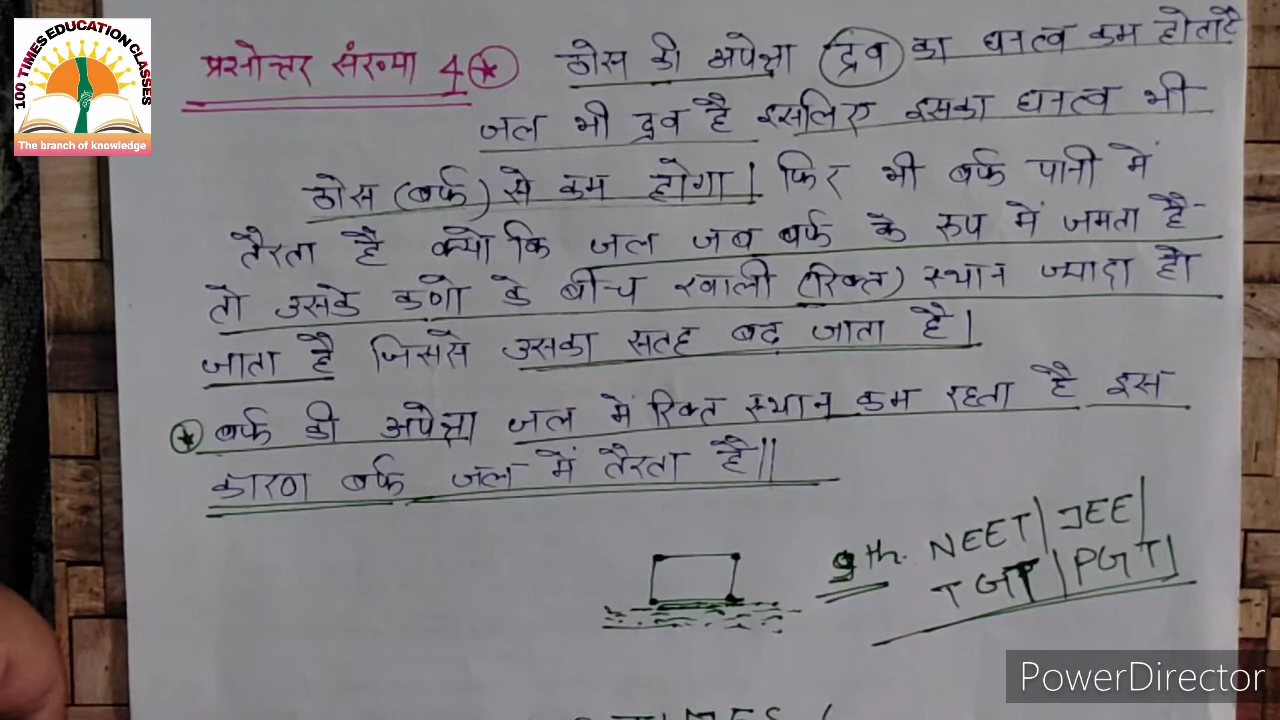 100 TIMES EDUCATION CLASSES
The branch of knowledge
प्रश्नोत्तर संख्या 4 ठोस की अपेक्षा द्रव का घनत्व कम होता है
जल भी द्रव है इसलिए इसका घनत्व भी
ठोस (बर्फ) से कम होगा। फिर भी बर्फ पानी में
तैरता है क्यो कि जल जब बर्फ के रुप में जमता है-
तो उसके कणो के बीच खाली (रिक्त) स्थान ज्यादा हो
जाता है जिससे उसका सतह बढ़ जाता है।
बर्फ की अपेक्षा जल में रिक्त स्थान कम रहता है इस
कारण बर्फ जल में तैरता है॥
9th. NEET| JEE|
TGT |PGT|
PowerDirector